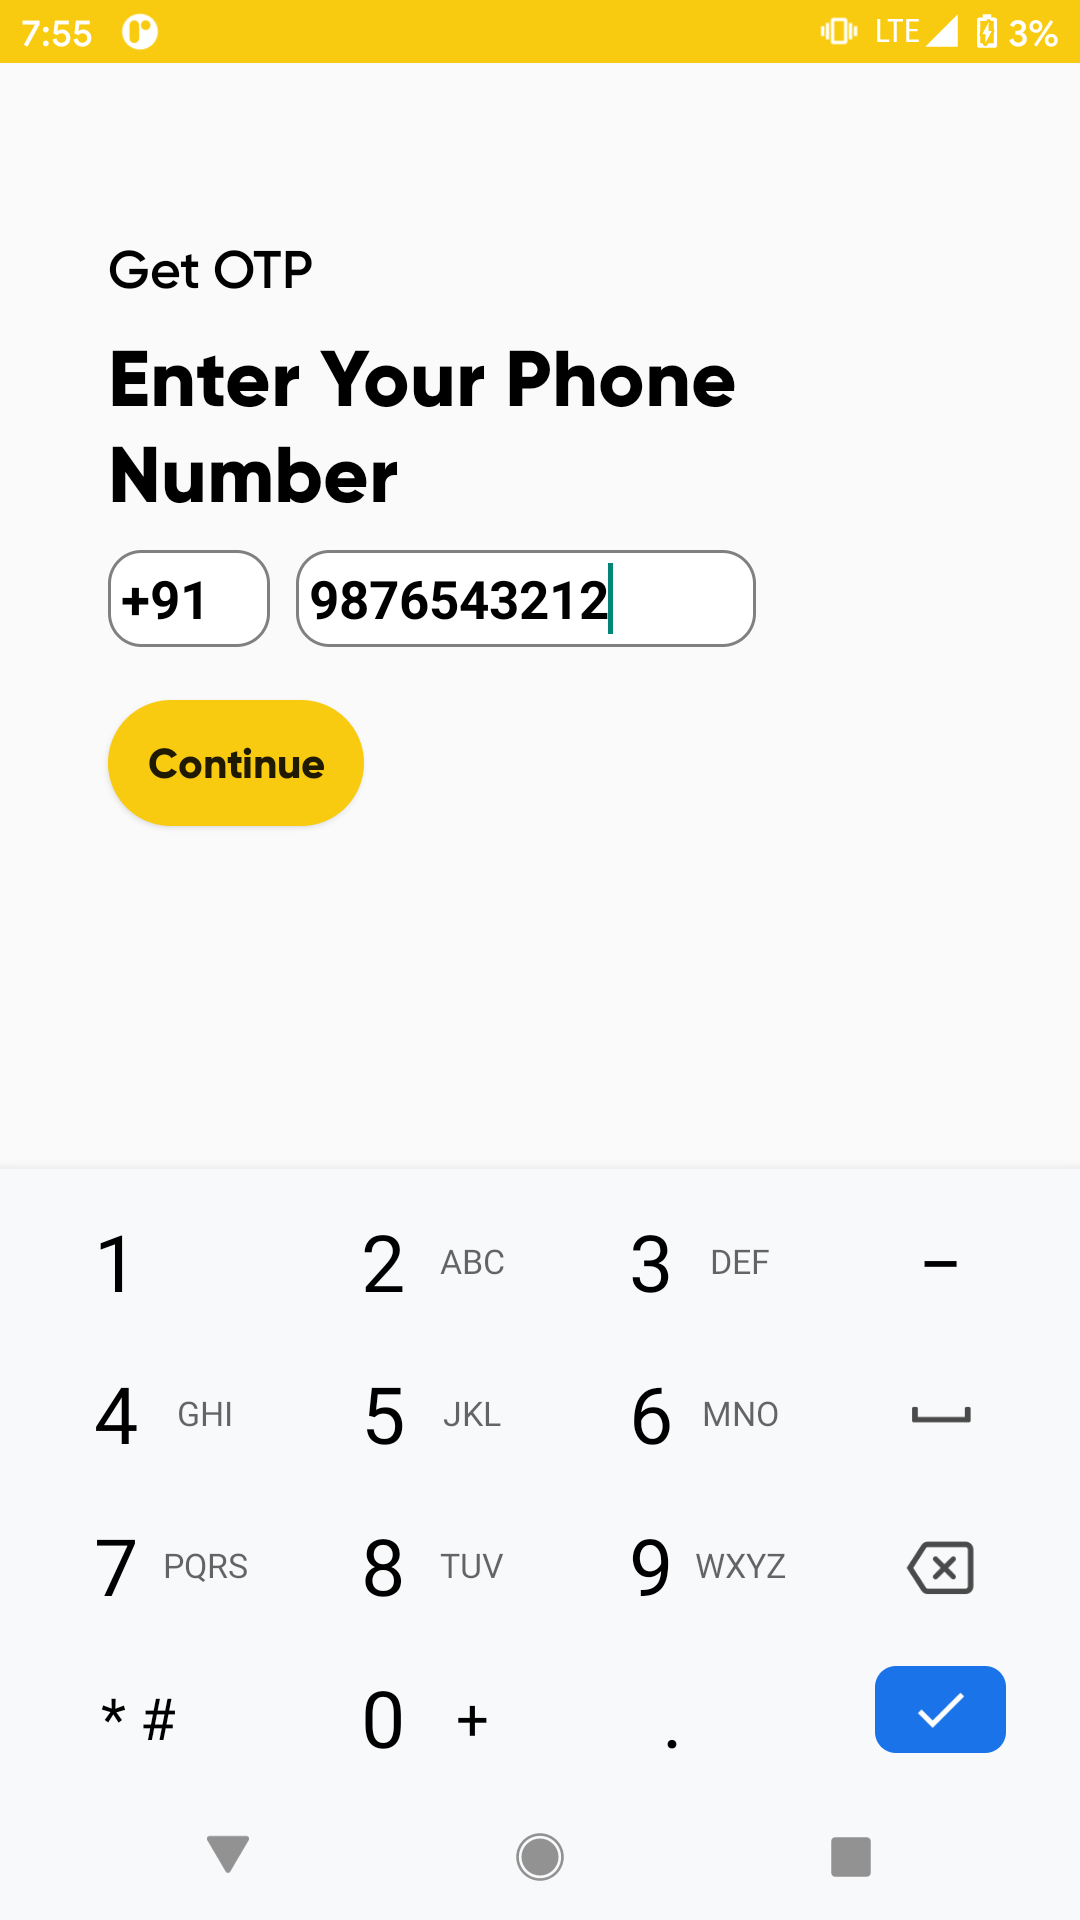 7:55 LTE 3%
Get OTP
Enter Your Phone
Number
+91 9876543212
Continue
1 2 ABC 3 DEF –
4 GHI 5 JKL 6 MNO
7 PQRS 8 TUV 9 WXYZ
* # 0 + .